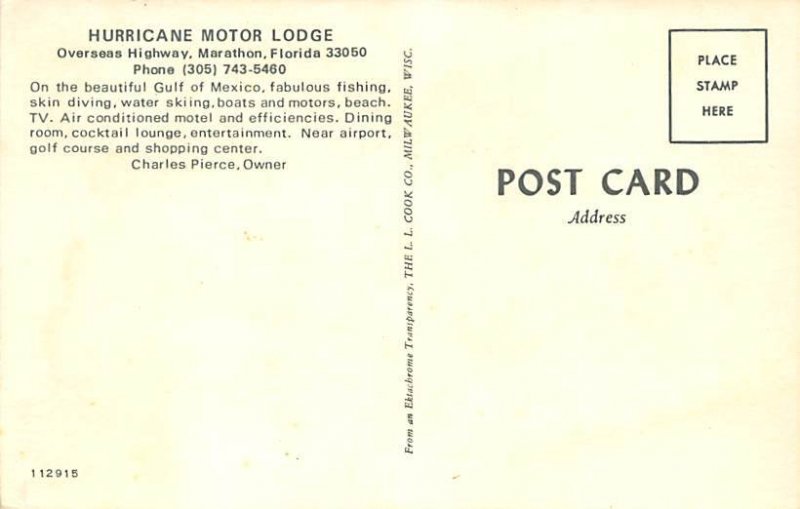 HURRICANE MOTOR LODGE
Overseas Highway, Marathon, Florida 33050
Phone (305) 743-5460
On the beautiful Gulf of Mexico, fabulous fishing,
skin diving, water skiing, boats and motors, beach.
TV. Air conditioned motel and efficiencies. Dining
room, cocktail lounge, entertainment. Near airport,
golf course and shopping center.
Charles Pierce, Owner
112915
From an Ektachrome Transparency, THE L. L. COOK CO., MILWAUKEE, WISC.
PLACE
STAMP
HERE
POST CARD
Address